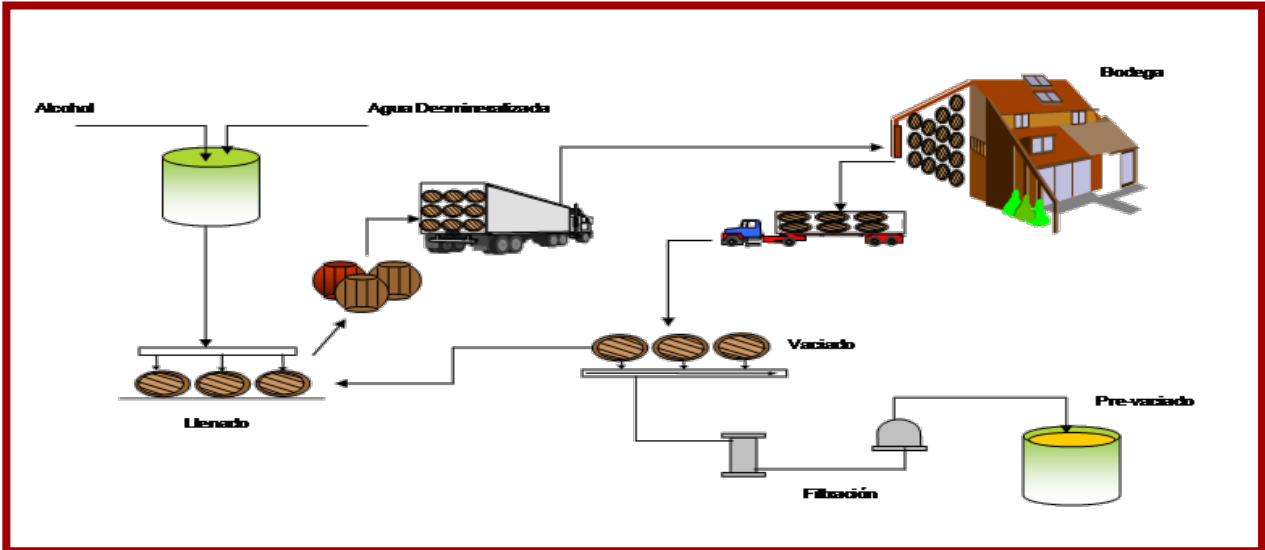 Bodega
Alcohol
Agua Desmineralizada
Vaciado
Llenado
Pre-vaciado
Filtración